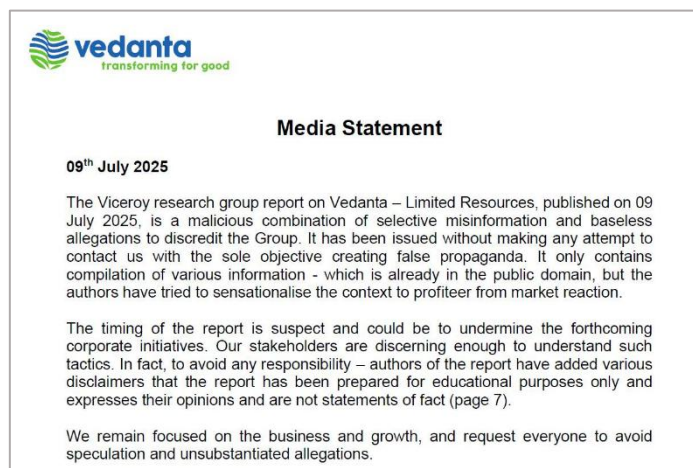 vedanta
transforming for good
Media Statement
09th July 2025
The Viceroy research group report on Vedanta – Limited Resources, published on 09
July 2025, is a malicious combination of selective misinformation and baseless
allegations to discredit the Group. It has been issued without making any attempt to
contact us with the sole objective creating false propaganda. It only contains
compilation of various information - which is already in the public domain, but the
authors have tried to sensationalise the context to profiteer from market reaction.
The timing of the report is suspect and could be to undermine the forthcoming
corporate initiatives. Our stakeholders are discerning enough to understand such
tactics. In fact, to avoid any responsibility – authors of the report have added various
disclaimers that the report has been prepared for educational purposes only and
expresses their opinions and are not statements of fact (page 7).
We remain focused on the business and growth, and request everyone to avoid
speculation and unsubstantiated allegations.